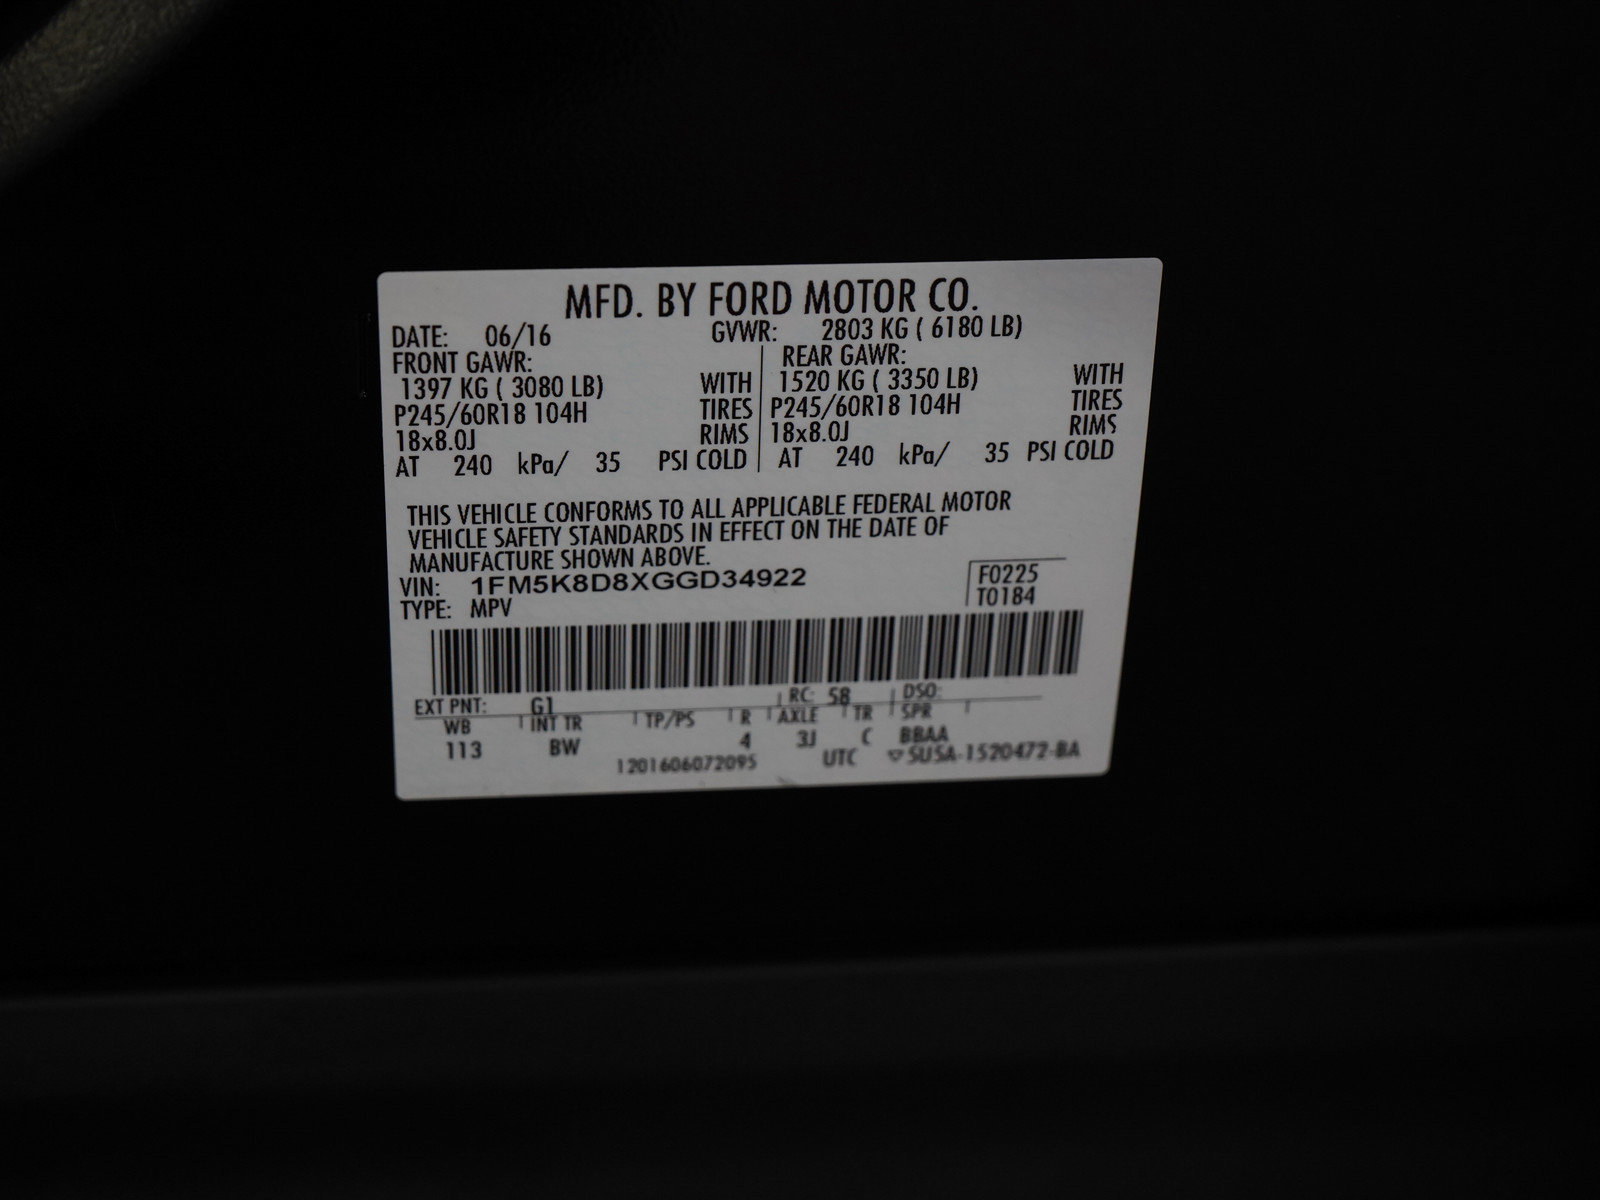 MFD. BY FORD MOTOR CO.
DATE: 06/16 GVWR: 2803 KG ( 6180 LB)
FRONT GAWR: REAR GAWR:
1397 KG ( 3080 LB) WITH 1520 KG ( 3350 LB) WITH
P245/60R18 104H TIRES P245/60R18 104H TIRES
18x8.0J RIMS 18x8.0J RIMS
AT 240 kPa/ 35 PSI COLD AT 240 kPa/ 35 PSI COLD
THIS VEHICLE CONFORMS TO ALL APPLICABLE FEDERAL MOTOR
VEHICLE SAFETY STANDARDS IN EFFECT ON THE DATE OF
MANUFACTURE SHOWN ABOVE.
VIN: 1FM5K8D8XGGD34922 F0225
TYPE: MPV T0184
EXT PNT: G1 RC: 58 DSO:
WB INT TR TP/PS R AXLE TR SPR
113 BW 4 3J C BBAA
1201606072095 UTC ▽SUSA-1520472-BA